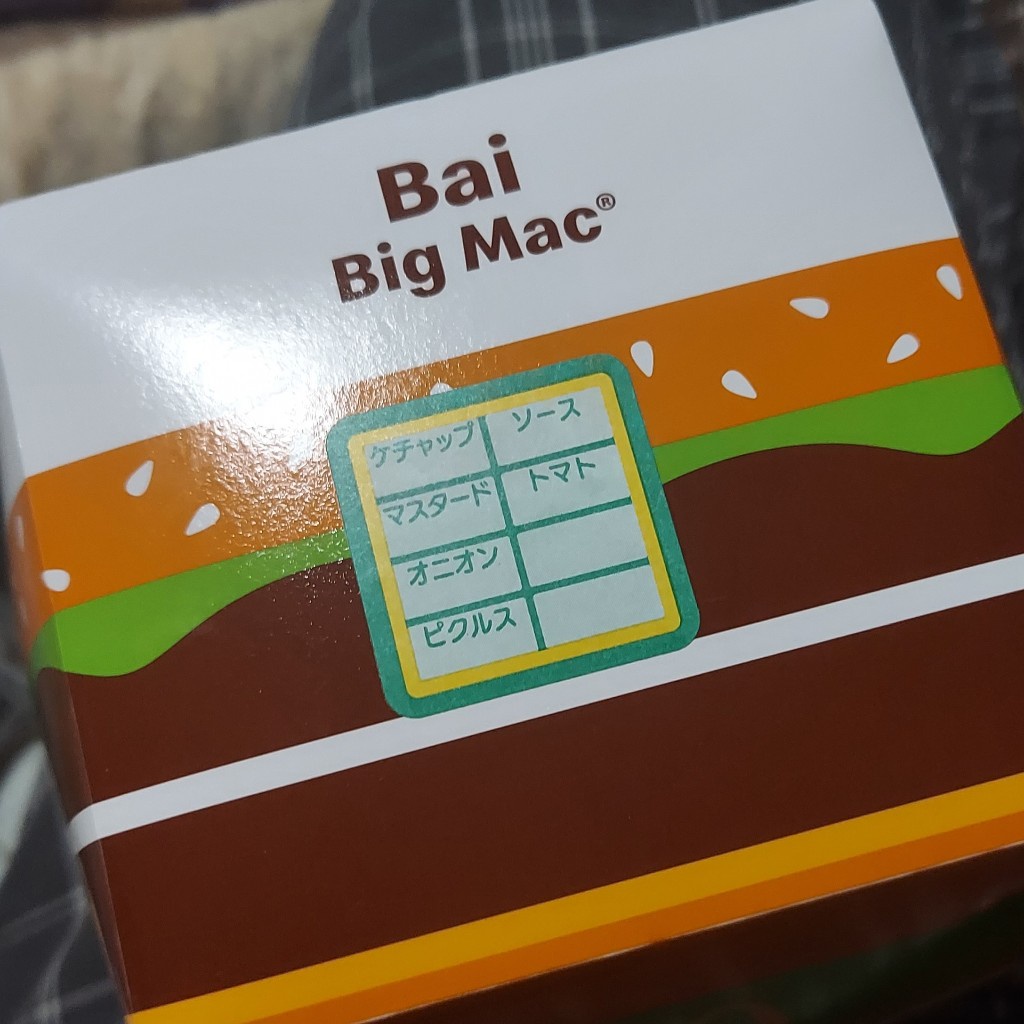 Bai
Big Mac®
ケチャップ ソース
マスタード トマト
オニオン
ピクルス